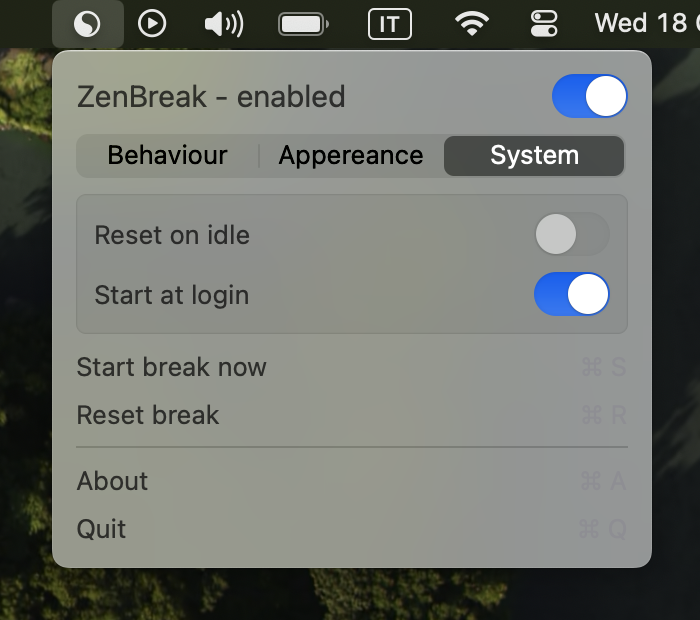 IT
Wed 18
ZenBreak - enabled
Behaviour Appereance System
Reset on idle
Start at login
Start break now ⌘ S
Reset break ⌘ R
About ⌘ A
Quit ⌘ Q